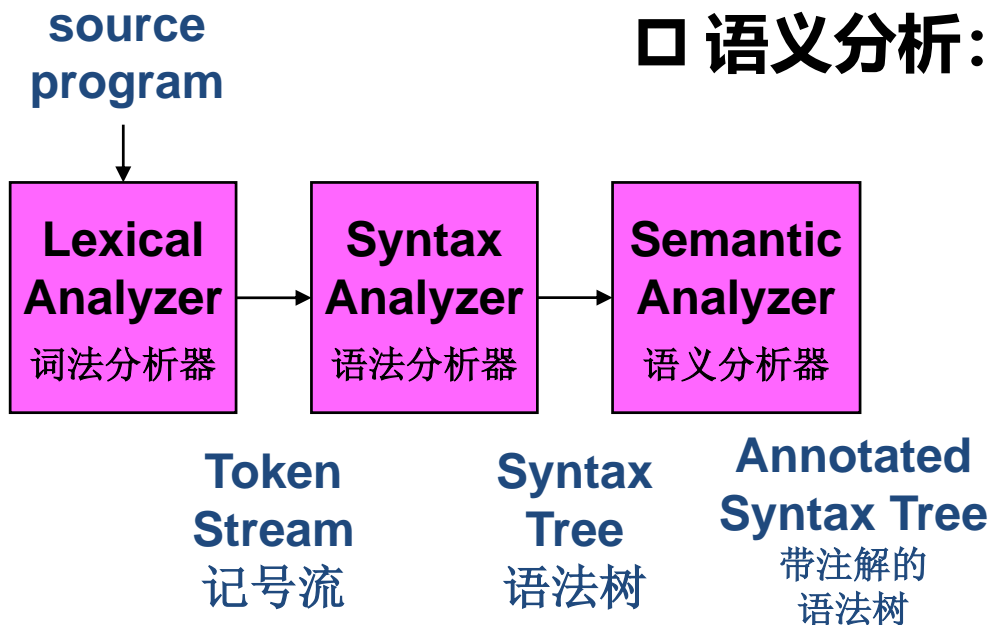 source
program
口 语义分析：
Lexical
Analyzer
词法分析器
Syntax
Analyzer
语法分析器
Semantic
Analyzer
语义分析器
Token
Stream
记号流
Syntax
Tree
语法树
Annotated
Syntax Tree
带注解的
语法树